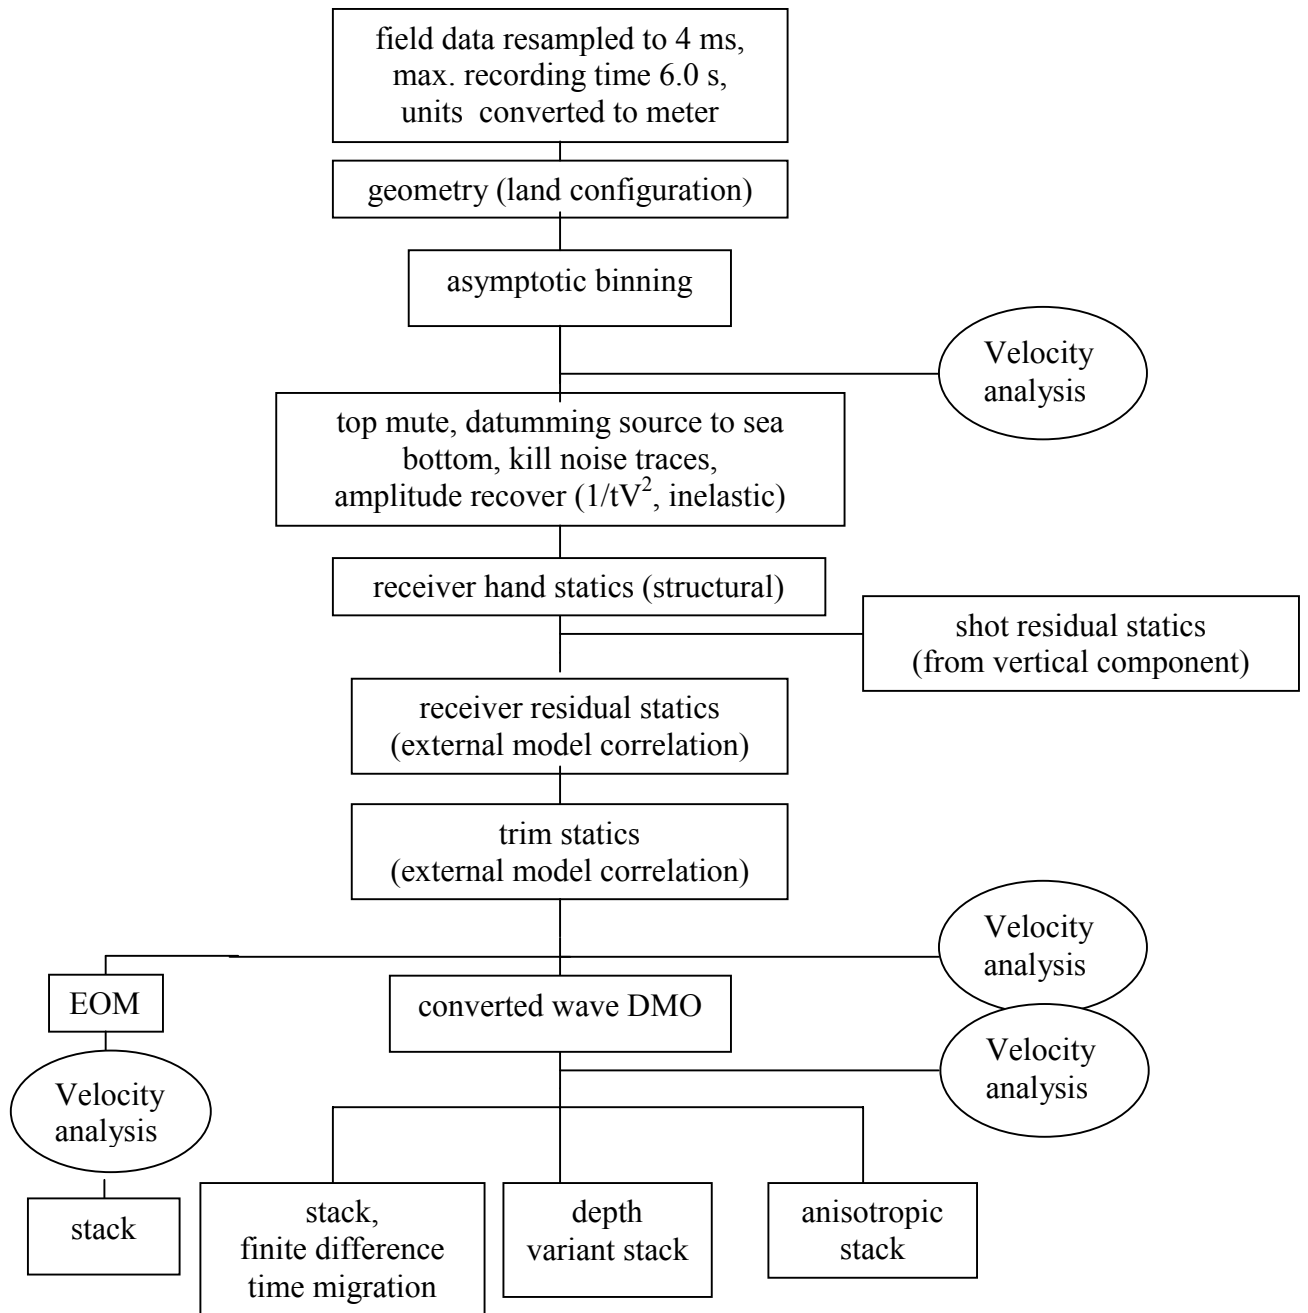 field data resampled to 4 ms,
max. recording time 6.0 s,
units converted to meter
geometry (land configuration)
asymptotic binning
Velocity
analysis
top mute, datumming source to sea
bottom, kill noise traces,
amplitude recover (1/tV², inelastic)
receiver hand statics (structural)
shot residual statics
(from vertical component)
receiver residual statics
(external model correlation)
trim statics
(external model correlation)
Velocity
analysis
EOM
converted wave DMO
Velocity
analysis
Velocity
analysis
stack
stack,
finite difference
time migration
depth
variant stack
anisotropic
stack